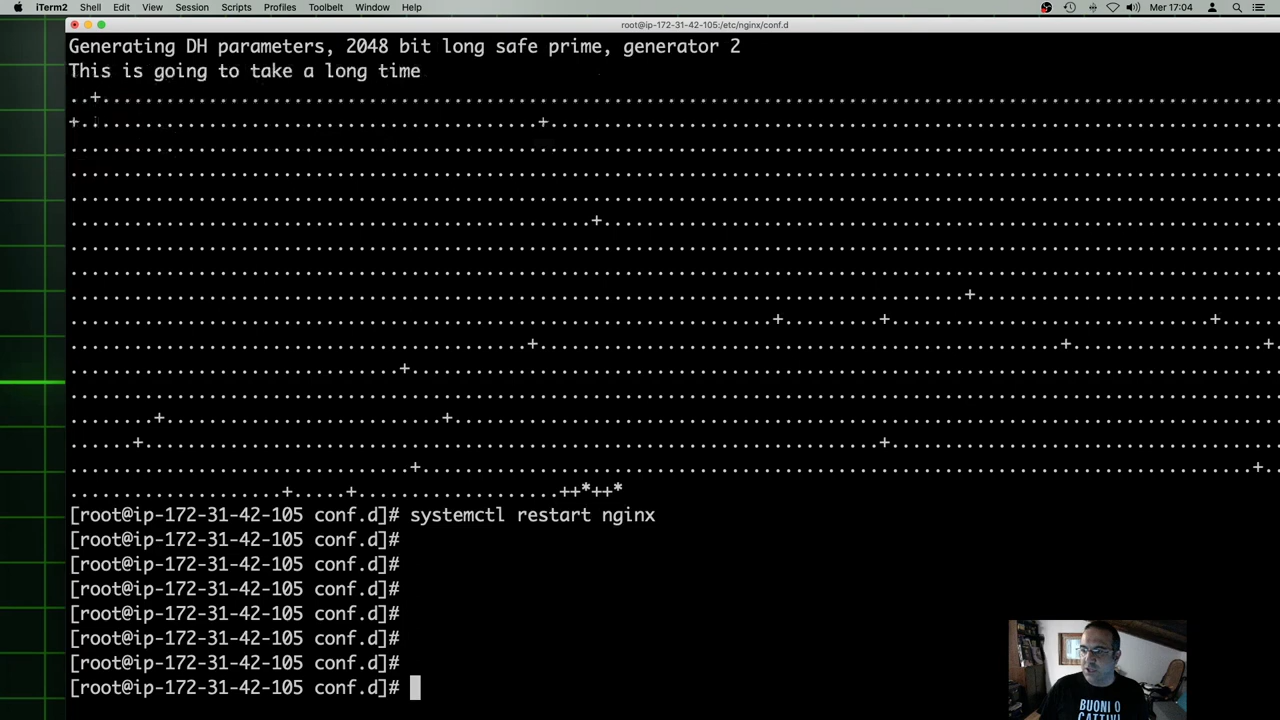 iTerm2 Shell Edit View Session Scripts Profiles Toolbelt Window Help Mer 17:04
root@ip-172-31-42-105:/etc/nginx/conf.d
Generating DH parameters, 2048 bit long safe prime, generator 2
This is going to take a long time
[root@ip-172-31-42-105 conf.d]# systemctl restart nginx
[root@ip-172-31-42-105 conf.d]#
[root@ip-172-31-42-105 conf.d]#
[root@ip-172-31-42-105 conf.d]#
[root@ip-172-31-42-105 conf.d]#
[root@ip-172-31-42-105 conf.d]#
[root@ip-172-31-42-105 conf.d]#
[root@ip-172-31-42-105 conf.d]#
BUONI O
CATTIVI